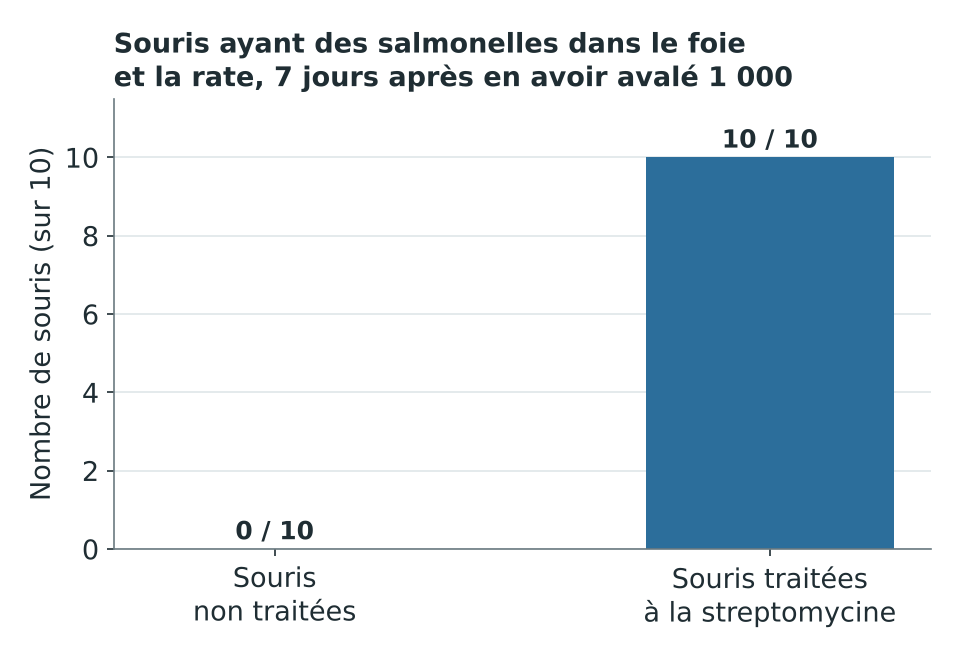 Souris ayant des salmonelles dans le foie
et la rate, 7 jours après en avoir avalé 1 000
Nombre de souris (sur 10)
10
8
6
4
2
0
0 / 10
10 / 10
Souris
non traitées
Souris traitées
à la streptomycine